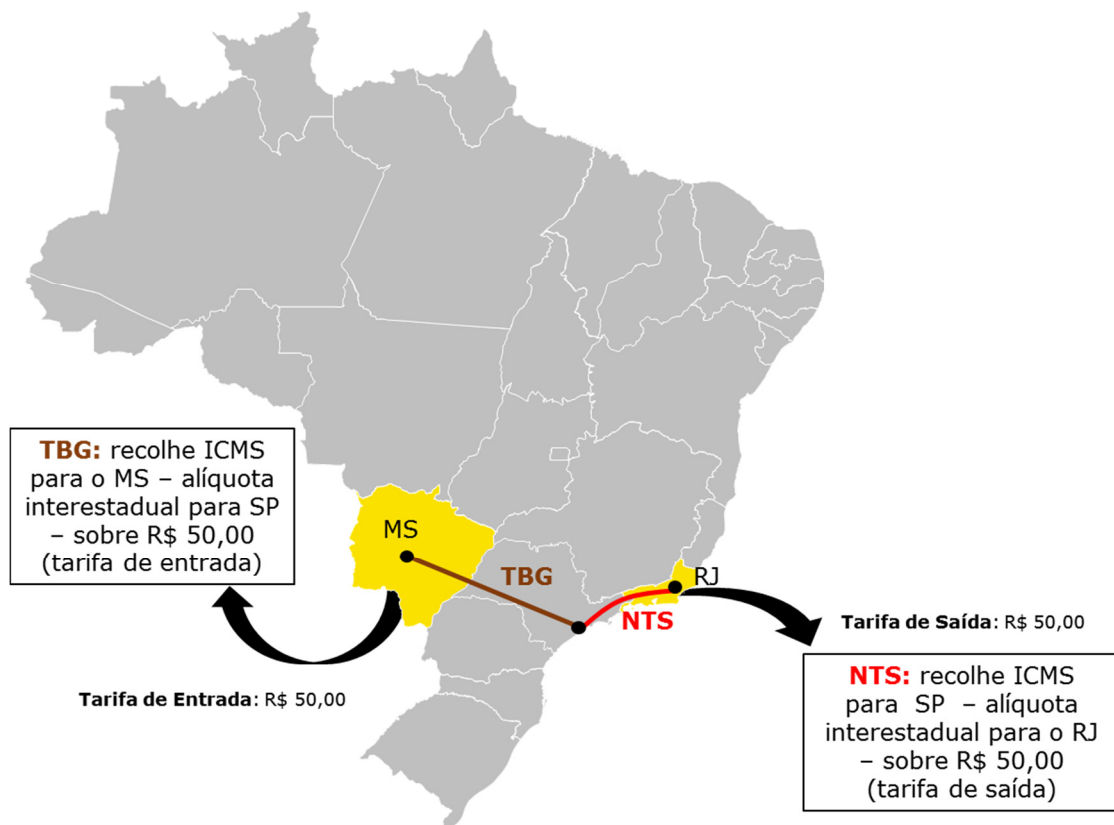 TBG: recolhe ICMS
para o MS – alíquota
interestadual para SP
– sobre R$ 50,00
(tarifa de entrada)
MS
TBG
RJ
NTS
Tarifa de Saída: R$ 50,00
Tarifa de Entrada: R$ 50,00
NTS: recolhe ICMS
para SP – alíquota
interestadual para o RJ
– sobre R$ 50,00
(tarifa de saída)